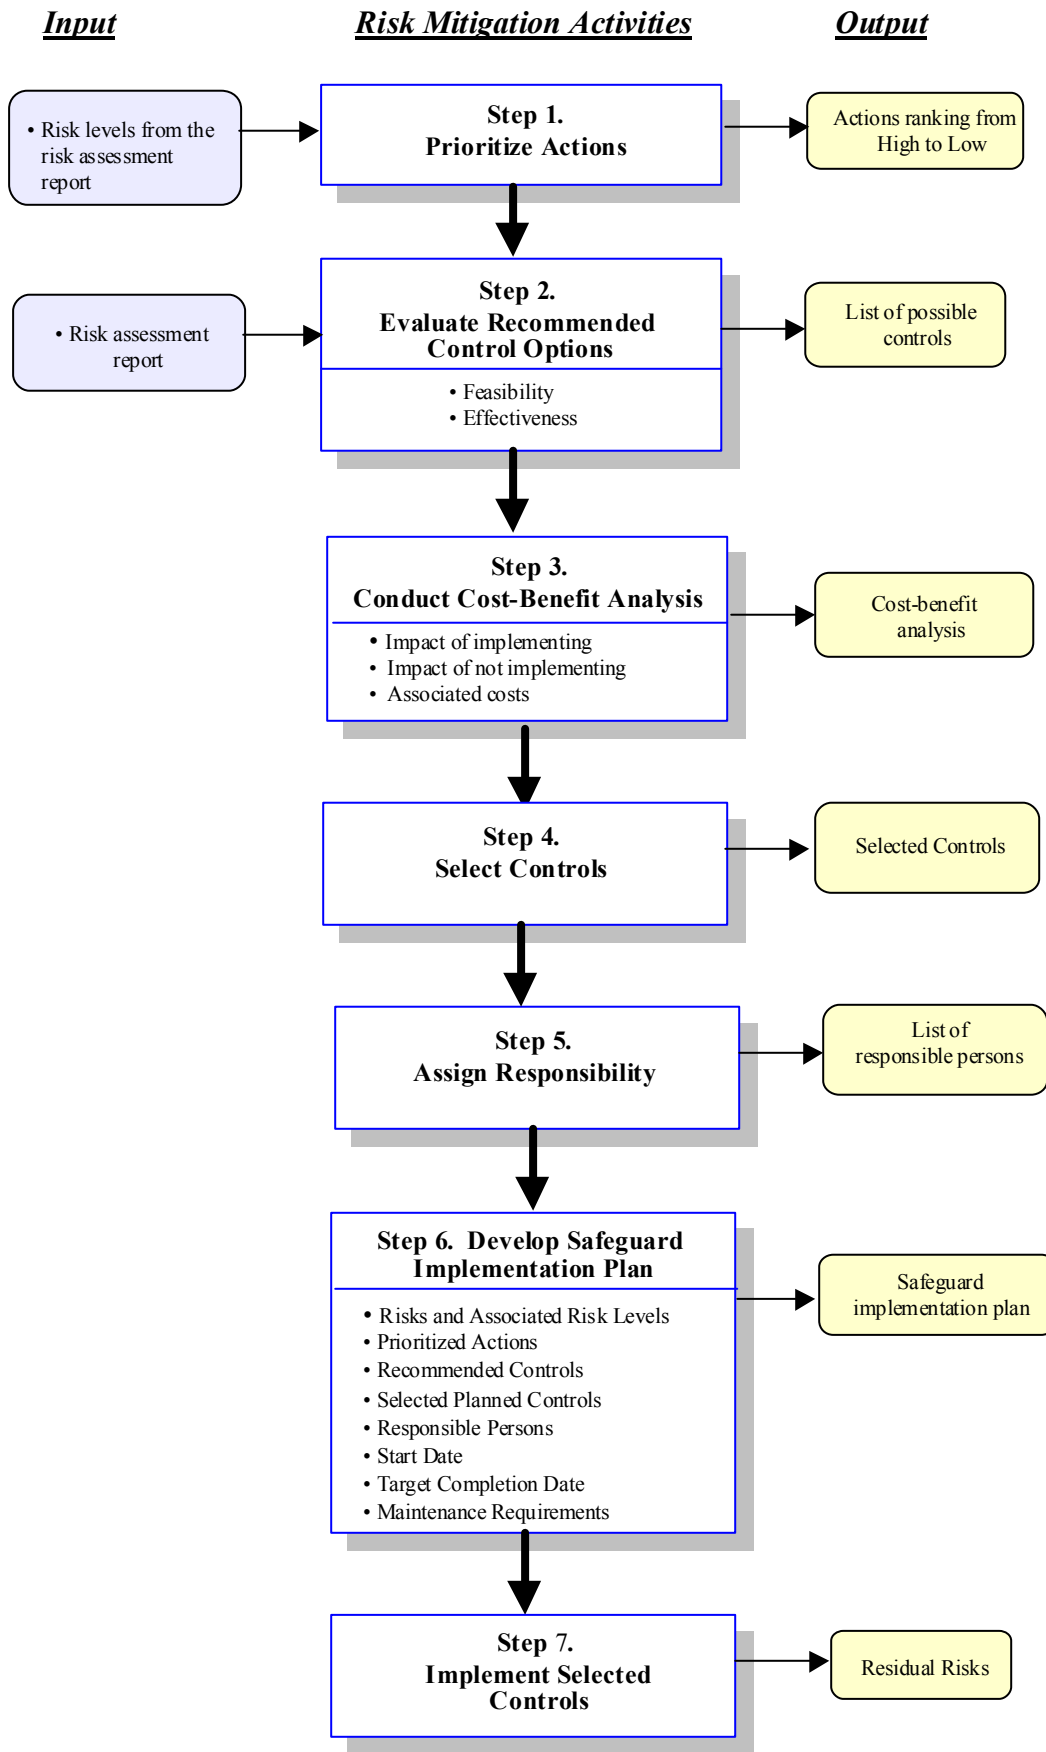 Input
Risk Mitigation Activities
Output
• Risk levels from the
risk assessment
report
Step 1.
Prioritize Actions
Actions ranking from
High to Low
• Risk assessment
report
Step 2.
Evaluate Recommended
Control Options
• Feasibility
• Effectiveness
List of possible
controls
Step 3.
Conduct Cost-Benefit Analysis
• Impact of implementing
• Impact of not implementing
• Associated costs
Cost-benefit
analysis
Step 4.
Select Controls
Selected Controls
Step 5.
Assign Responsibility
List of
responsible persons
Step 6. Develop Safeguard
Implementation Plan
• Risks and Associated Risk Levels
• Prioritized Actions
• Recommended Controls
• Selected Planned Controls
• Responsible Persons
• Start Date
• Target Completion Date
• Maintenance Requirements
Safeguard
implementation plan
Step 7.
Implement Selected
Controls
Residual Risks